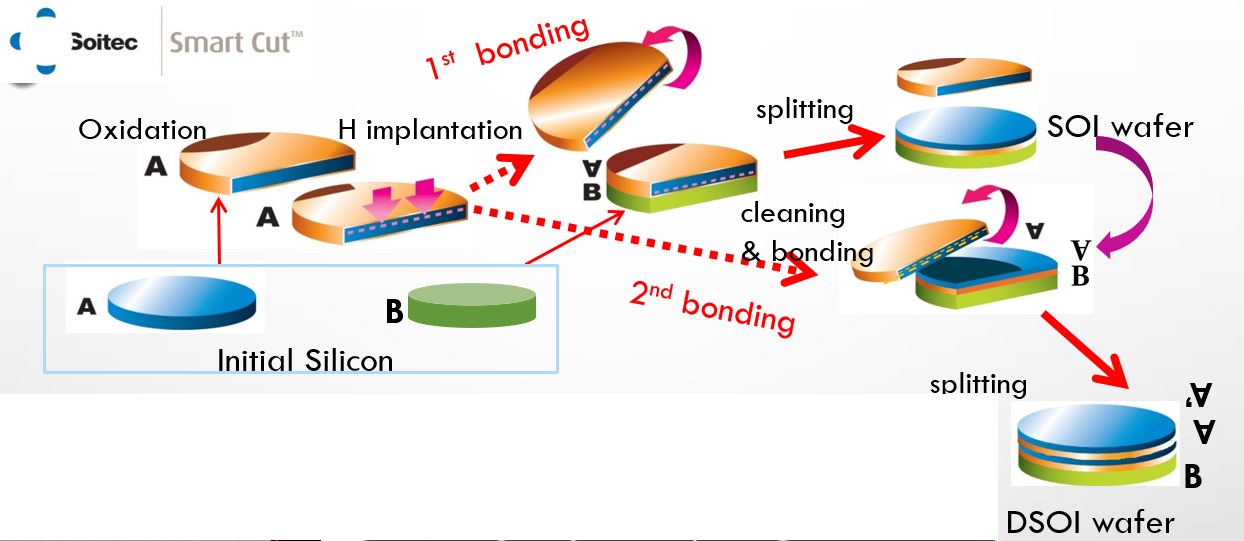 Soitec
Smart Cut™
1st bonding
Oxidation
H implantation
splitting
SOI wafer
A
A
∀
B
cleaning
& bonding
∀
∀
B
2nd bonding
A
B
Initial Silicon
splitting
∀'
∀
B
DSOI wafer